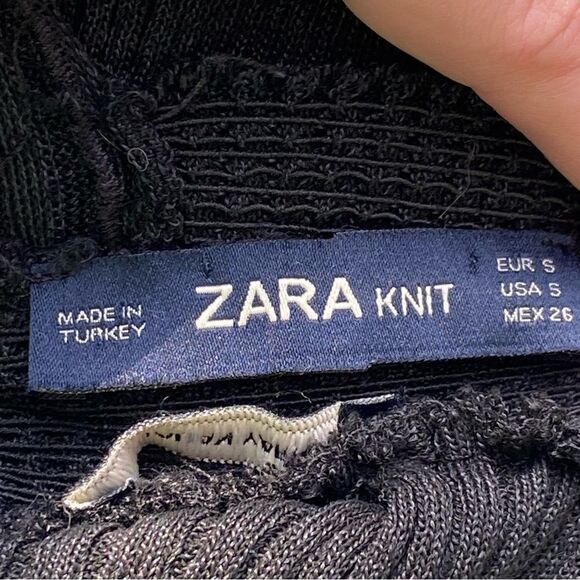 MADE IN
TURKEY
ZARA KNIT
EUR S
USA S
MEX 26